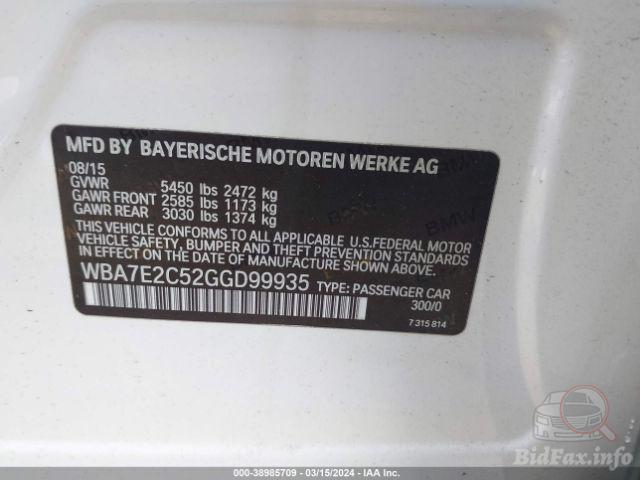 MFD BY BAYERISCHE MOTOREN WERKE AG
08/15
GVWR 5450 lbs 2472 kg
GAWR FRONT 2585 lbs 1173 kg
GAWR REAR 3030 lbs 1374 kg
THIS VEHICLE CONFORMS TO ALL APPLICABLE U.S.FEDERAL MOTOR
VEHICLE SAFETY, BUMPER AND THEFT PREVENTION STANDARDS
IN EFFECT ON THE DATE OF MANUFACTURE SHOWN ABOVE.
WBA7E2C52GGD99935 TYPE: PASSENGER CAR
300/0
7 315 814
BidFax.info
000-38985709 - 03/15/2024 - IAA Inc.